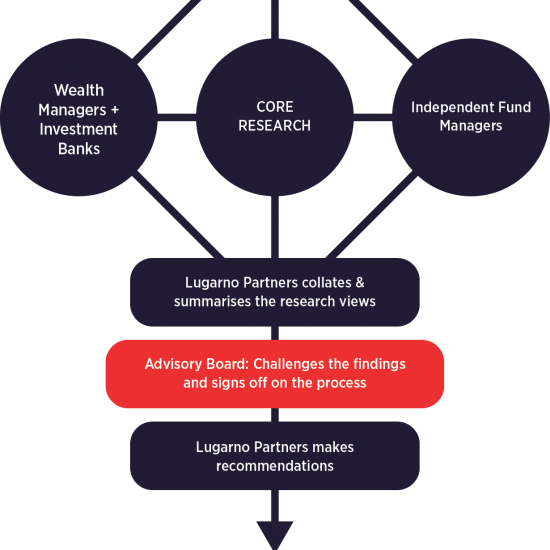 Wealth
Managers +
Investment
Banks
CORE
RESEARCH
Independent Fund
Managers
Lugarno Partners collates &
summarises the research views
Advisory Board: Challenges the findings
and signs off on the process
Lugarno Partners makes
recommendations